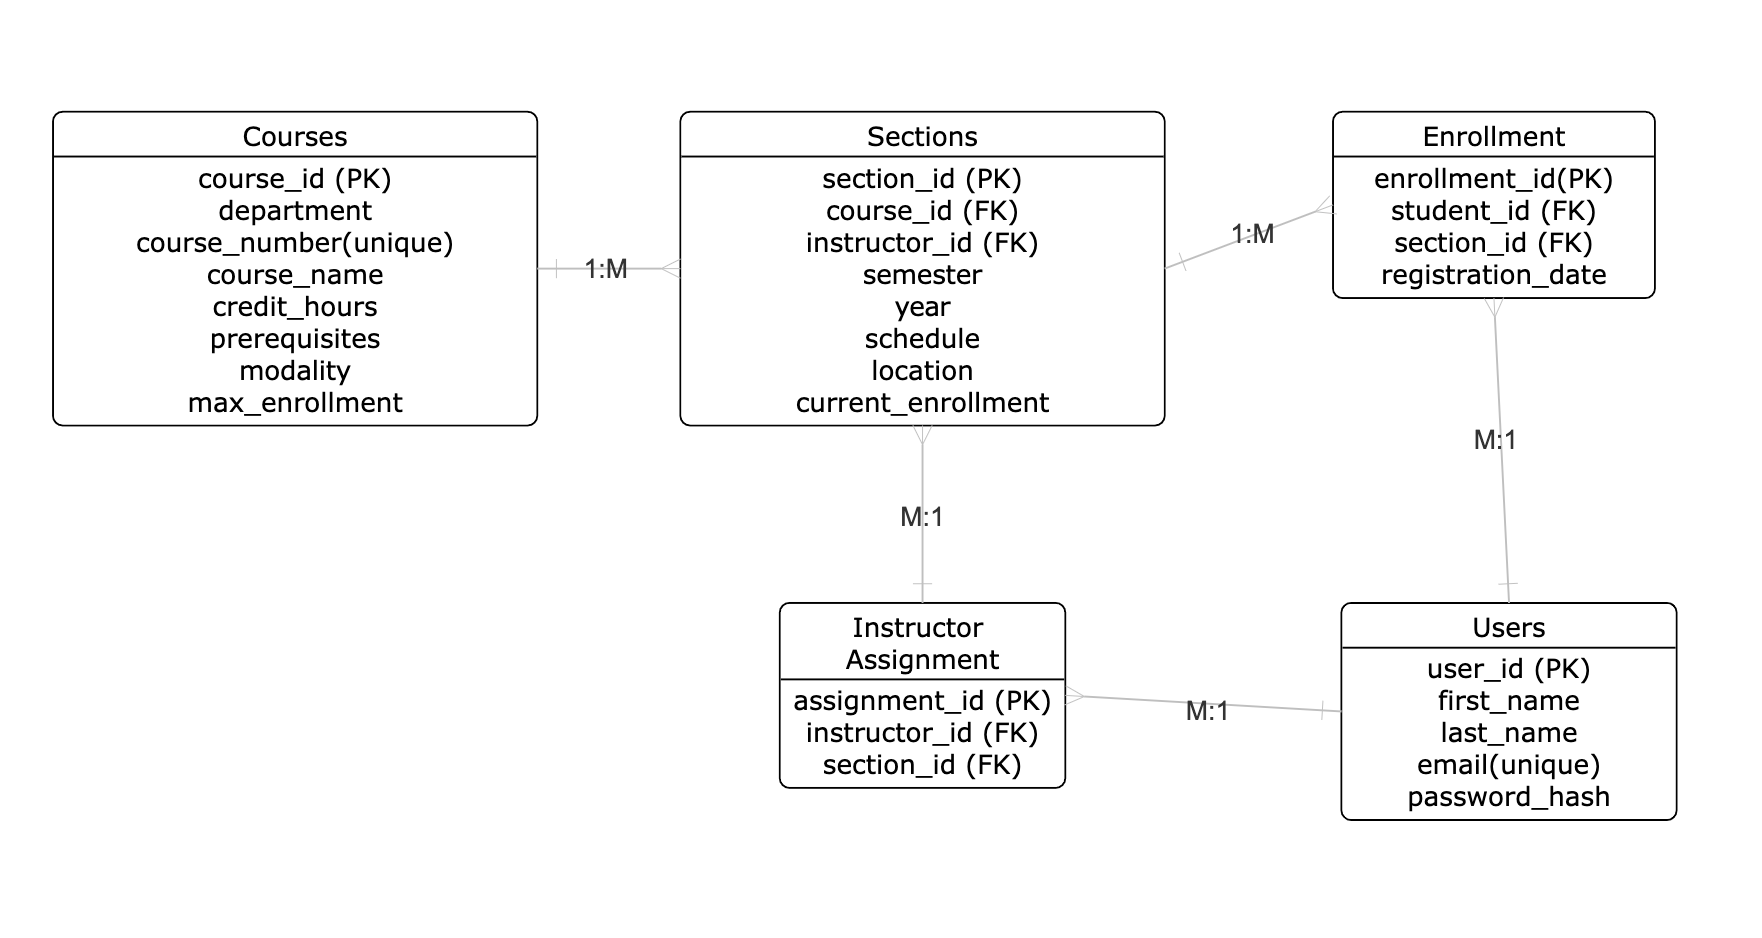 Courses
course_id (PK)
department
course_number(unique)
course_name
credit_hours
prerequisites
modality
max_enrollment
1:M
Sections
section_id (PK)
course_id (FK)
instructor_id (FK)
semester
year
schedule
location
current_enrollment
1:M
Enrollment
enrollment_id(PK)
student_id (FK)
section_id (FK)
registration_date
M:1
M:1
Instructor
Assignment
assignment_id (PK)
instructor_id (FK)
section_id (FK)
M:1
Users
user_id (PK)
first_name
last_name
email(unique)
password_hash